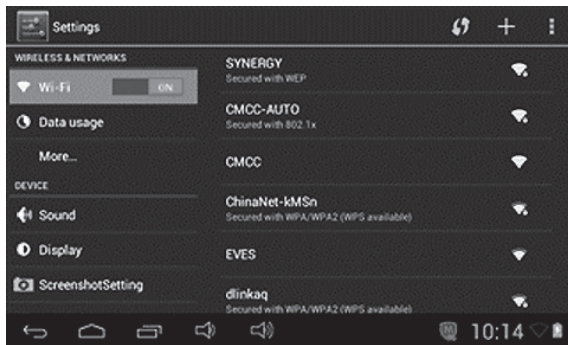 Settings
WIRELESS & NETWORKS
Wi-Fi ON
Data usage
More...
DEVICE
Sound
Display
ScreenshotSetting
SYNERGY
Secured with WEP
CMCC-AUTO
Secured with 802.1x
CMCC
ChinaNet-kMSn
Secured with WPA/WPA2 (WPS available)
EVES
dlinkaq
Secured with WPA/WPA2 (WPS available)
10:14